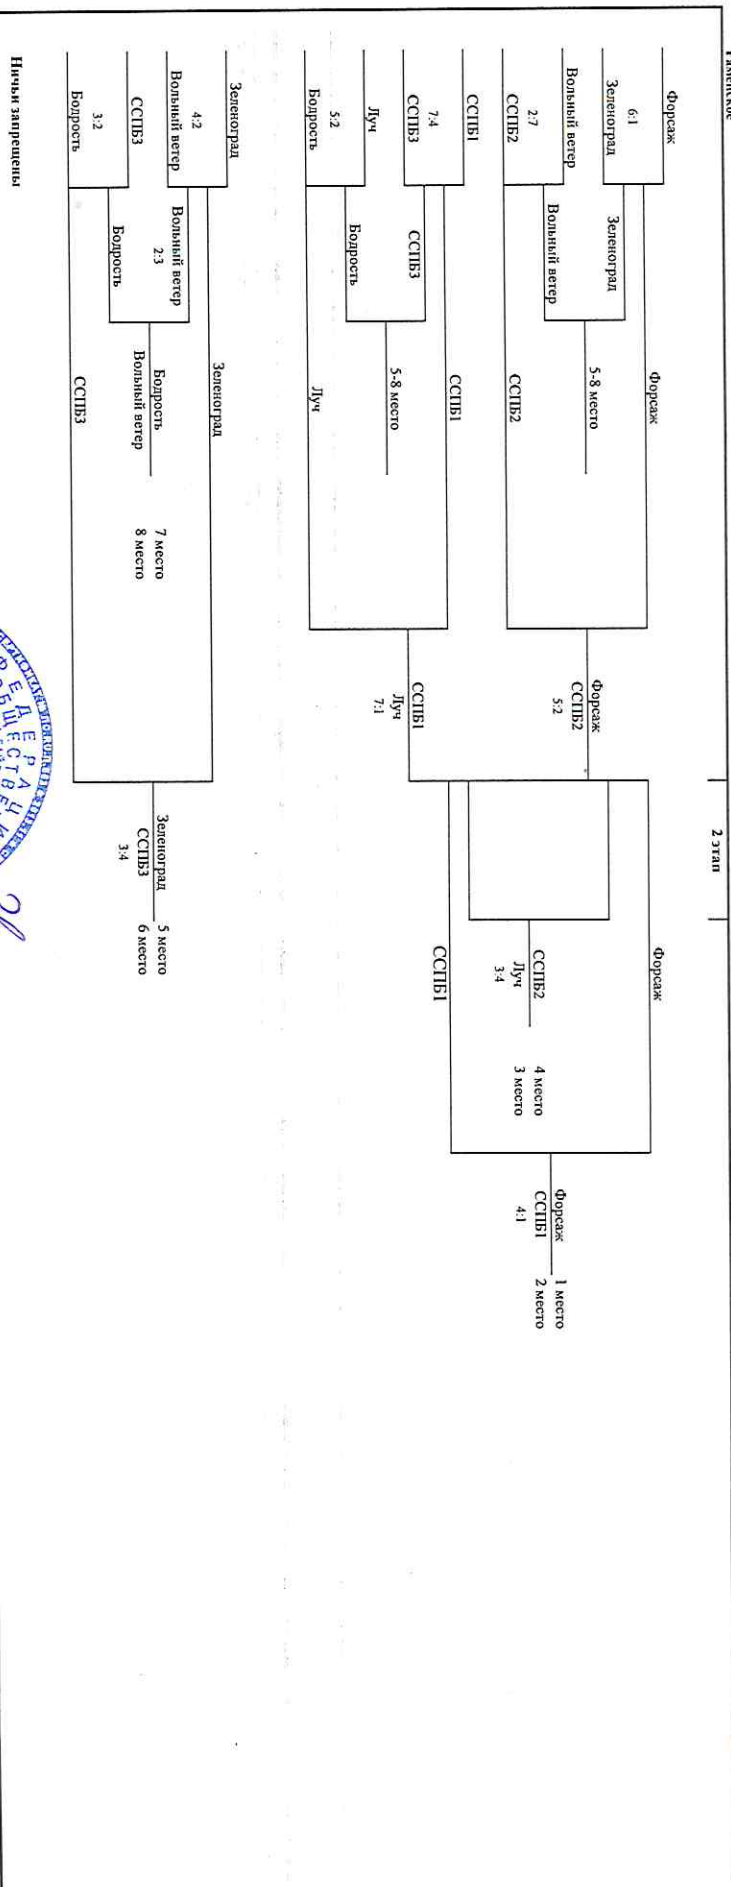 2 этап
Форсаж
6:1
Зеленоград
Вольный ветер
2:7
ССПБ2
Зеленоград
Вольный ветер
5-8 место
Форсаж
ССПБ2
Форсаж
ССПБ2
5:2
ССПБ1
7:4
ССПБ3
Луч
5:2
Бодрость
ССПБ3
Бодрость
5-8 место
ССПБ1
Луч
ССПБ1
Луч
7:1
Форсаж
ССПБ1
ССПБ2
Луч
3:4
4 место
3 место
Форсаж
ССПБ1
4:1
1 место
2 место
Зеленоград
4:2
Вольный ветер
ССПБ3
3:2
Бодрость
Вольный ветер
2:3
Бодрость
Бодрость
Вольный ветер
7 место
8 место
Зеленоград
ССПБ3
Зеленоград
ССПБ3
3:4
5 место
6 место
Ничьи запрещены